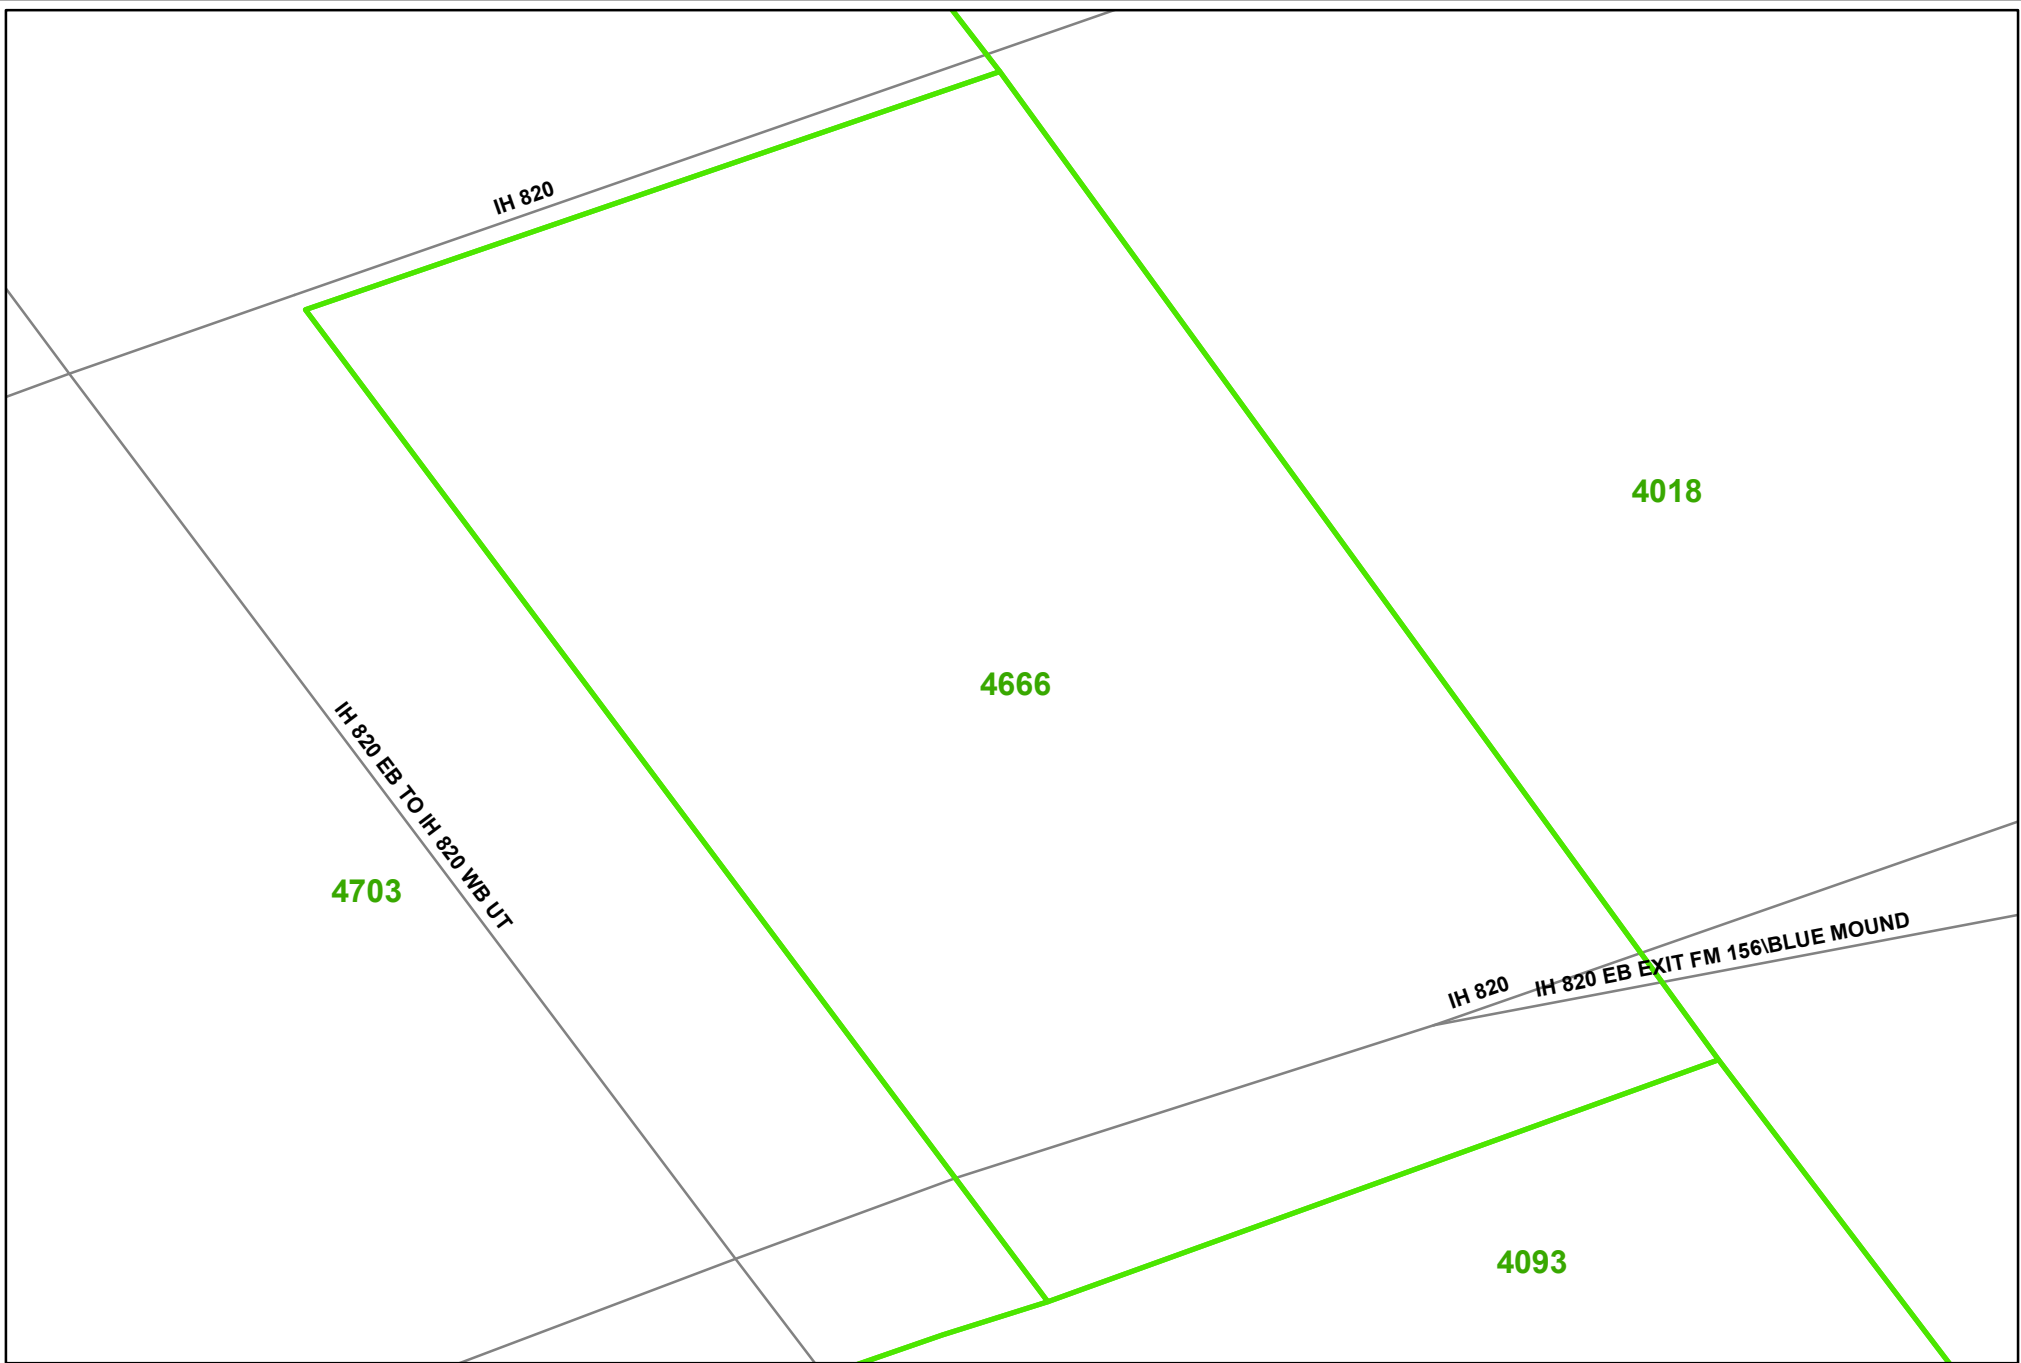 IH 820
4018
4666
IH 820 EB TO IH 820 WB UT
4703
IH 820 EB EXIT FM 156\BLUE MOUND
IH 820
4093